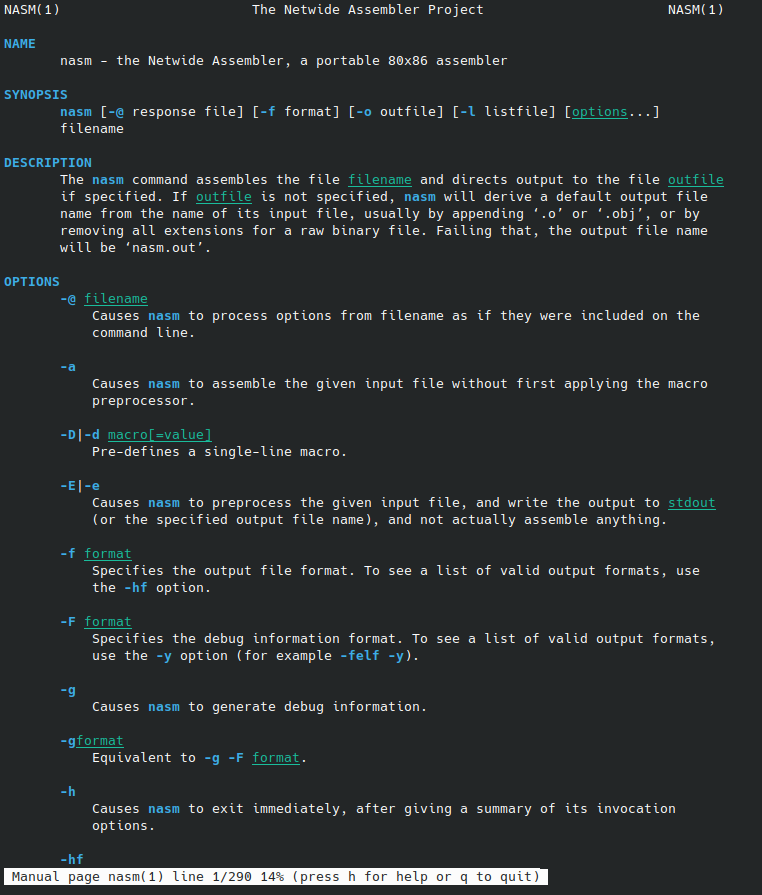 NASM(1) The Netwide Assembler Project NASM(1)
NAME
nasm - the Netwide Assembler, a portable 80x86 assembler
SYNOPSIS
nasm [-@ response file] [-f format] [-o outfile] [-l listfile] [options...]
filename
DESCRIPTION
The nasm command assembles the file filename and directs output to the file outfile
if specified. If outfile is not specified, nasm will derive a default output file
name from the name of its input file, usually by appending ‘.o’ or ‘.obj’, or by
removing all extensions for a raw binary file. Failing that, the output file name
will be ‘nasm.out’.
OPTIONS
-@ filename
Causes nasm to process options from filename as if they were included on the
command line.
-a
Causes nasm to assemble the given input file without first applying the macro
preprocessor.
-D|-d macro[=value]
Pre-defines a single-line macro.
-E|-e
Causes nasm to preprocess the given input file, and write the output to stdout
(or the specified output file name), and not actually assemble anything.
-f format
Specifies the output file format. To see a list of valid output formats, use
the -hf option.
-F format
Specifies the debug information format. To see a list of valid output formats,
use the -y option (for example -felf -y).
-g
Causes nasm to generate debug information.
-gformat
Equivalent to -g -F format.
-h
Causes nasm to exit immediately, after giving a summary of its invocation
options.
-hf
Manual page nasm(1) line 1/290 14% (press h for help or q to quit)